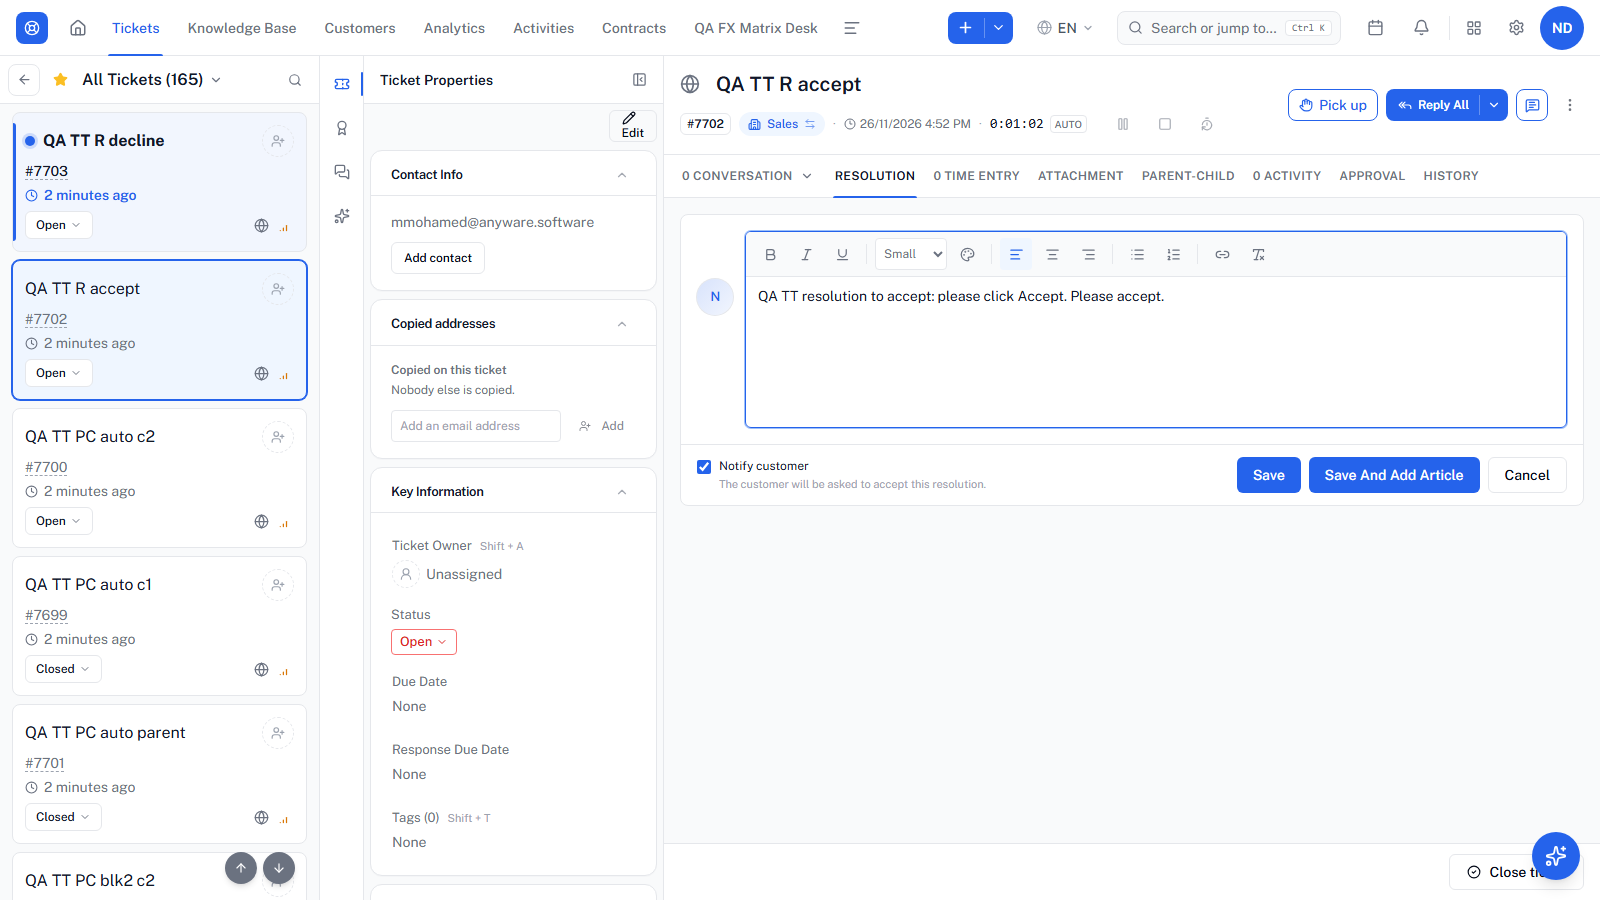 Tickets
Knowledge Base
Customers
Analytics
Activities
Contracts
QA FX Matrix Desk
EN
Search or jump to...
Ctrl K
ND
All Tickets (165)
QA TT R decline
#7703
2 minutes ago
Open
QA TT R accept
#7702
2 minutes ago
Open
QA TT PC auto c2
#7700
2 minutes ago
Open
QA TT PC auto c1
#7699
2 minutes ago
Closed
QA TT PC auto parent
#7701
2 minutes ago
Closed
QA TT PC blk2 c2
Ticket Properties
Edit
Contact Info
mmohamed@anyware.software
Add contact
Copied addresses
Copied on this ticket
Nobody else is copied.
Add an email address
Add
Key Information
Ticket Owner Shift + A
Unassigned
Status
Open
Due Date
None
Response Due Date
None
Tags (0) Shift + T
None
QA TT R accept
#7702
Sales
· 26/11/2026 4:52 PM · 0:01:02 AUTO
Pick up
Reply All
0 CONVERSATION
RESOLUTION
0 TIME ENTRY
ATTACHMENT
PARENT-CHILD
0 ACTIVITY
APPROVAL
HISTORY
B I U
Small
N
QA TT resolution to accept: please click Accept. Please accept.
Notify customer
The customer will be asked to accept this resolution.
Save
Save And Add Article
Cancel
Close